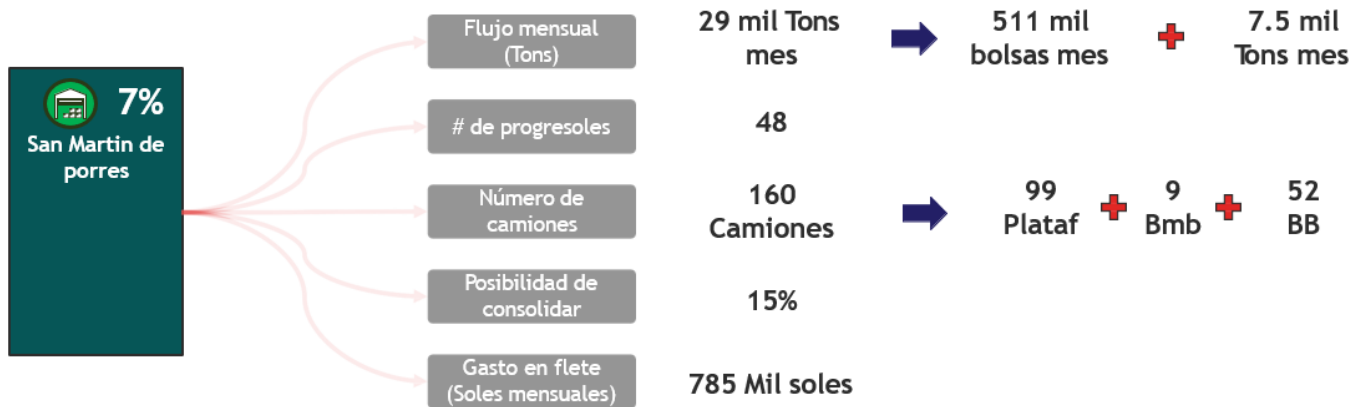 7%
San Martin de
porres
Flujo mensual
(Tons)
29 mil Tons
mes
511 mil
bolsas mes
7.5 mil
Tons mes
# de progresoles
48
Número de
camiones
160
Camiones
99
Plataf
9
Bmb
52
BB
Posibilidad de
consolidar
15%
Gasto en flete
(Soles mensuales)
785 Mil soles